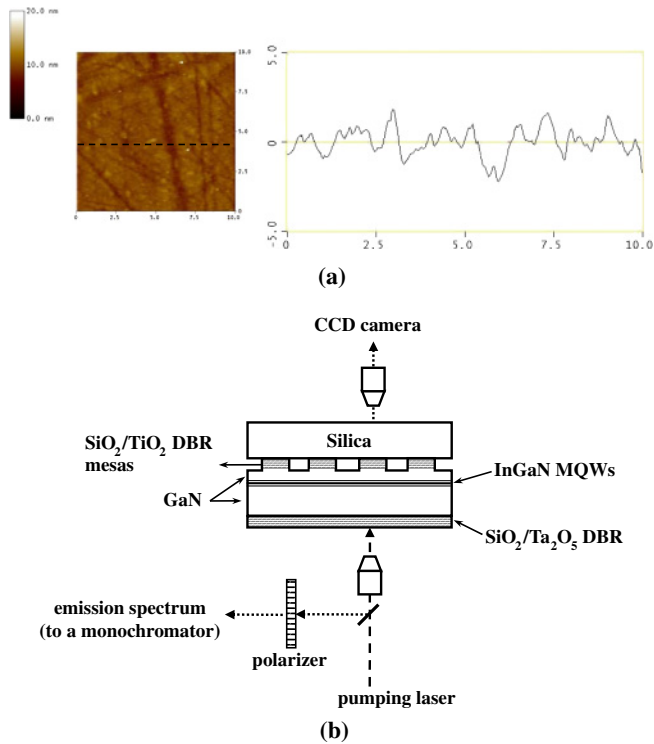 20.0 nm
10.0 nm
0.0 nm
10.0
7.5
5.0
2.5
0
0
2.5
5.0
7.5
10.0
5.0
0
-5.0
0
2.5
5.0
7.5
10.0
(a)
CCD camera
Silica
SiO2/TiO2 DBR
mesas
InGaN MQWs
GaN
SiO2/Ta2O5 DBR
emission spectrum
(to a monochromator)
polarizer
pumping laser
(b)